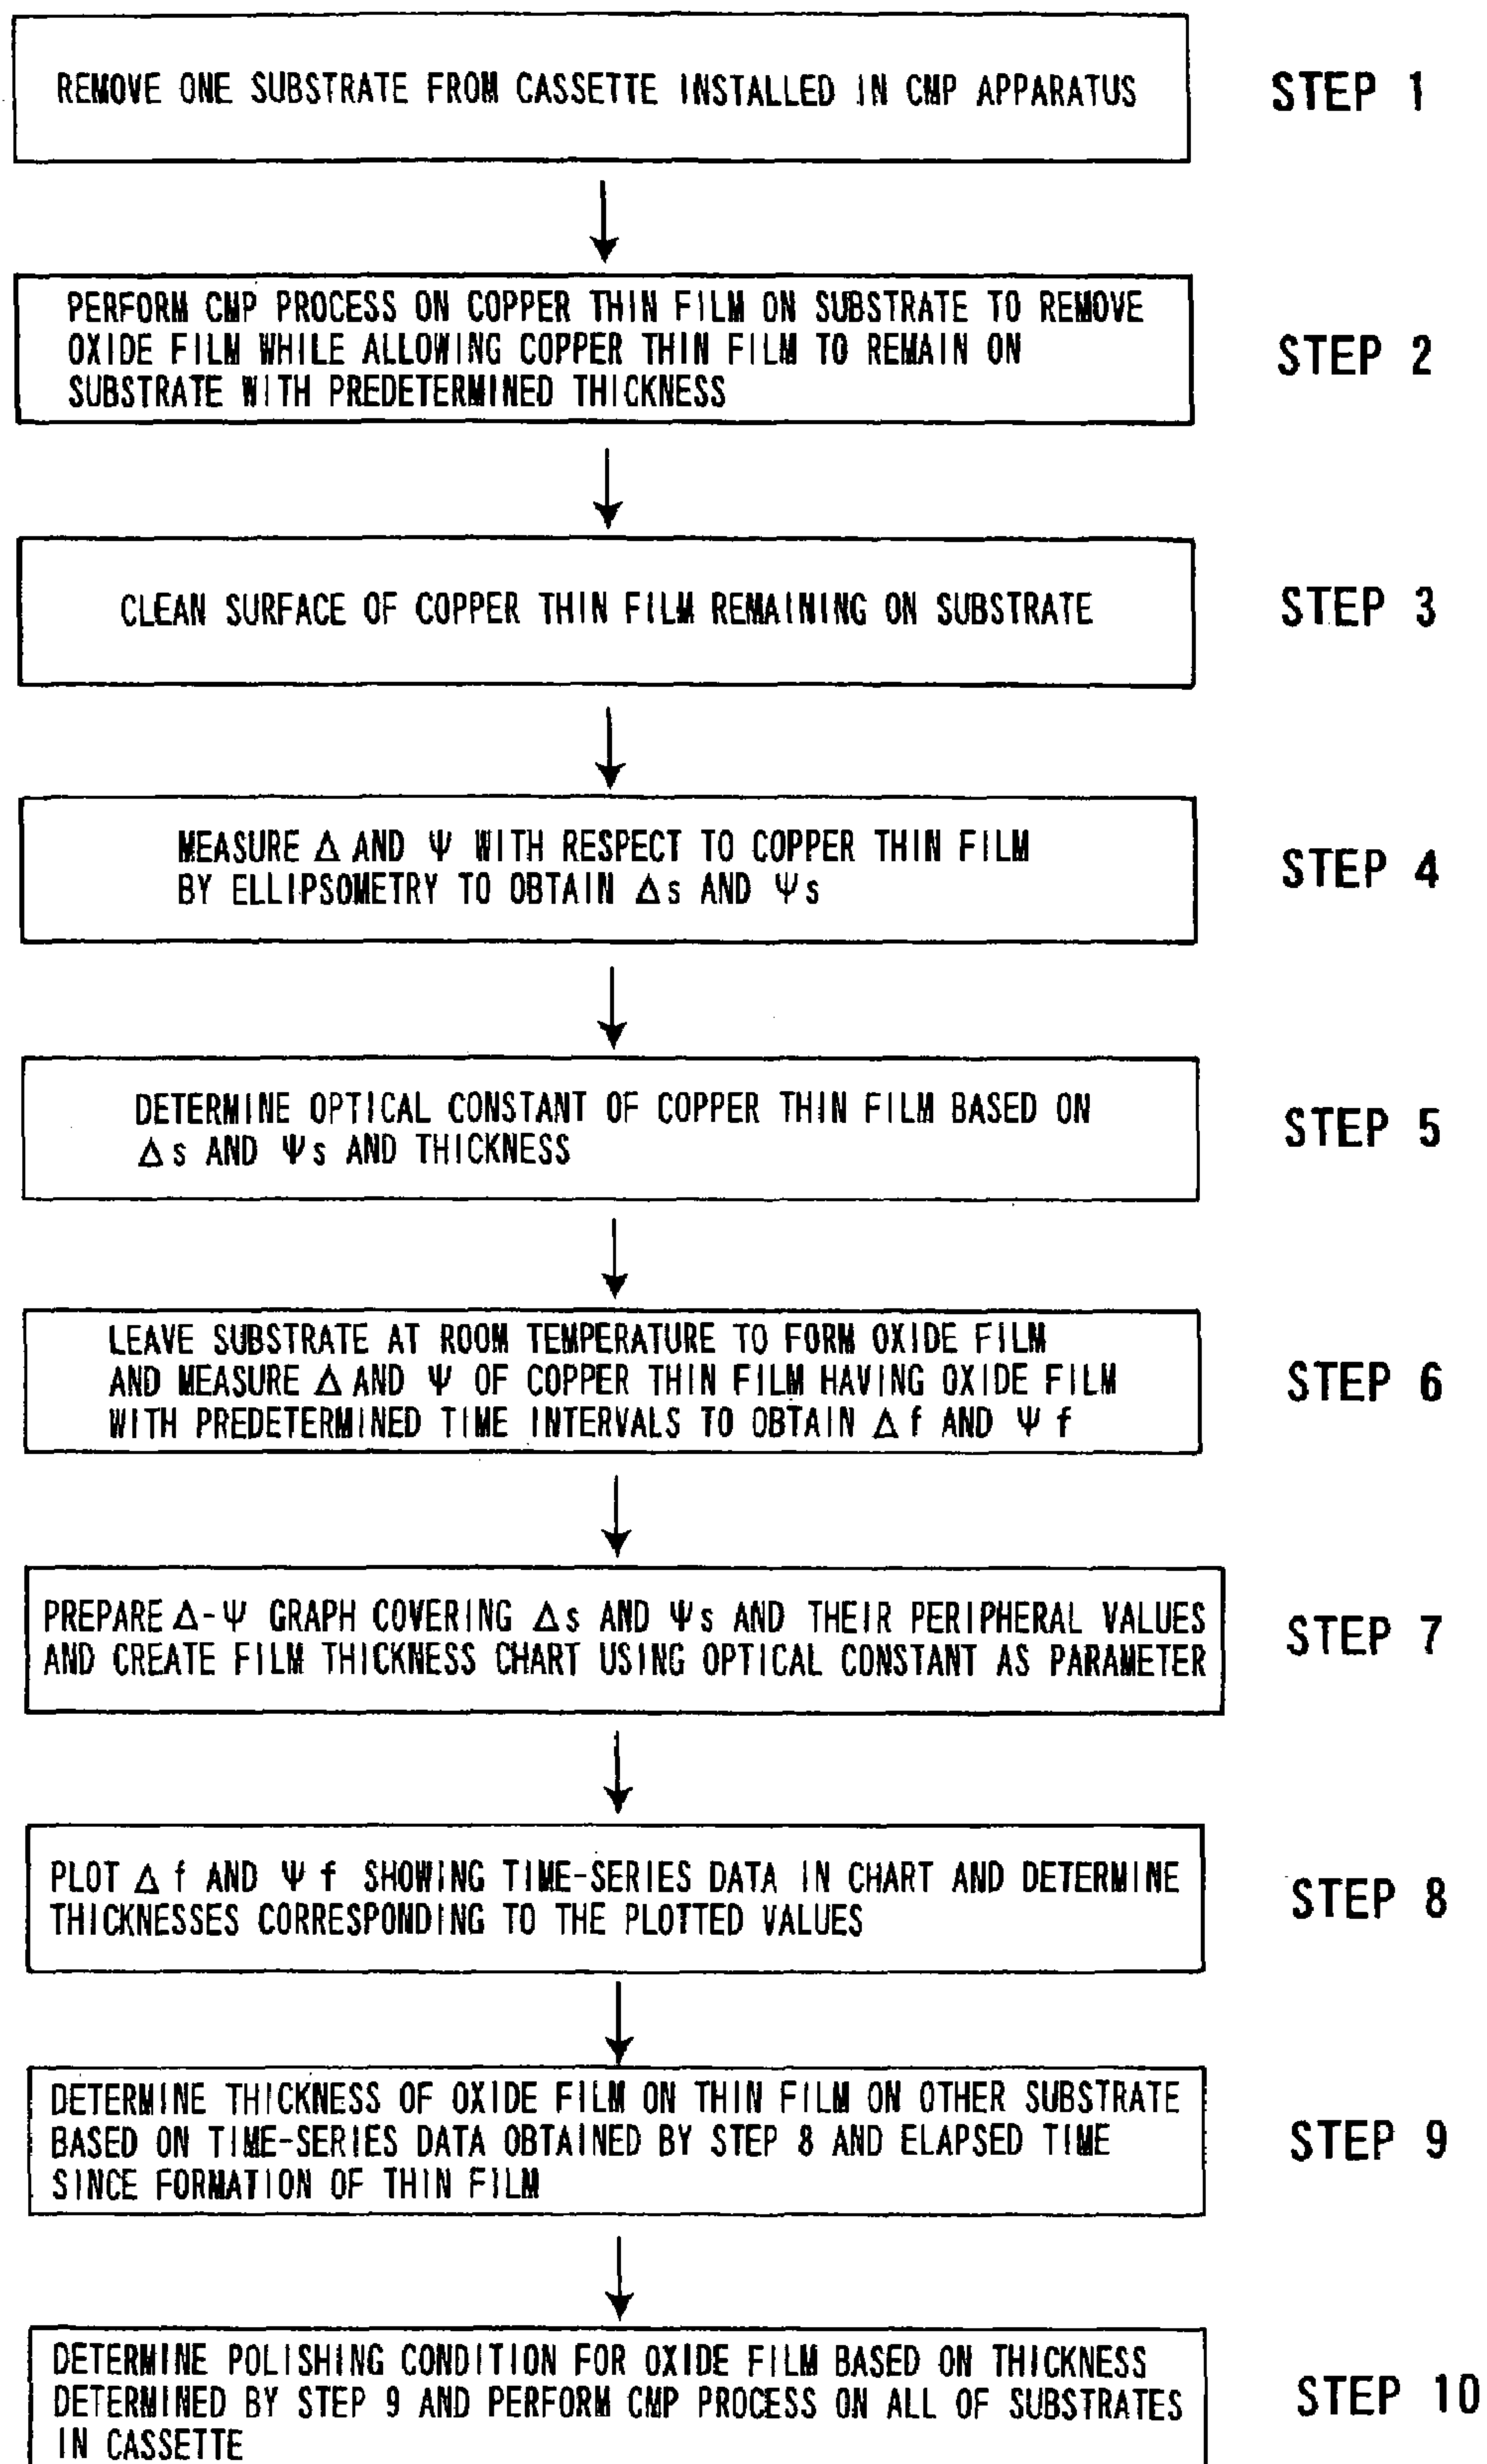 REMOVE ONE SUBSTRATE FROM CASSETTE INSTALLED IN CMP APPARATUS
STEP 1
PERFORM CMP PROCESS ON COPPER THIN FILM ON SUBSTRATE TO REMOVE
OXIDE FILM WHILE ALLOWING COPPER THIN FILM TO REMAIN ON
SUBSTRATE WITH PREDETERMINED THICKNESS
STEP 2
CLEAN SURFACE OF COPPER THIN FILM REMAINING ON SUBSTRATE
STEP 3
MEASURE Δ AND Ψ WITH RESPECT TO COPPER THIN FILM
BY ELLIPSOMETRY TO OBTAIN Δs AND Ψs
STEP 4
DETERMINE OPTICAL CONSTANT OF COPPER THIN FILM BASED ON
Δs AND Ψs AND THICKNESS
STEP 5
LEAVE SUBSTRATE AT ROOM TEMPERATURE TO FORM OXIDE FILM
AND MEASURE Δ AND Ψ OF COPPER THIN FILM HAVING OXIDE FILM
WITH PREDETERMINED TIME INTERVALS TO OBTAIN Δf AND Ψf
STEP 6
PREPARE Δ-Ψ GRAPH COVERING Δs AND Ψs AND THEIR PERIPHERAL VALUES
AND CREATE FILM THICKNESS CHART USING OPTICAL CONSTANT AS PARAMETER
STEP 7
PLOT Δf AND Ψf SHOWING TIME-SERIES DATA IN CHART AND DETERMINE
THICKNESSES CORRESPONDING TO THE PLOTTED VALUES
STEP 8
DETERMINE THICKNESS OF OXIDE FILM ON THIN FILM ON OTHER SUBSTRATE
BASED ON TIME-SERIES DATA OBTAINED BY STEP 8 AND ELAPSED TIME
SINCE FORMATION OF THIN FILM
STEP 9
DETERMINE POLISHING CONDITION FOR OXIDE FILM BASED ON THICKNESS
DETERMINED BY STEP 9 AND PERFORM CMP PROCESS ON ALL OF SUBSTRATES
IN CASSETTE
STEP 10